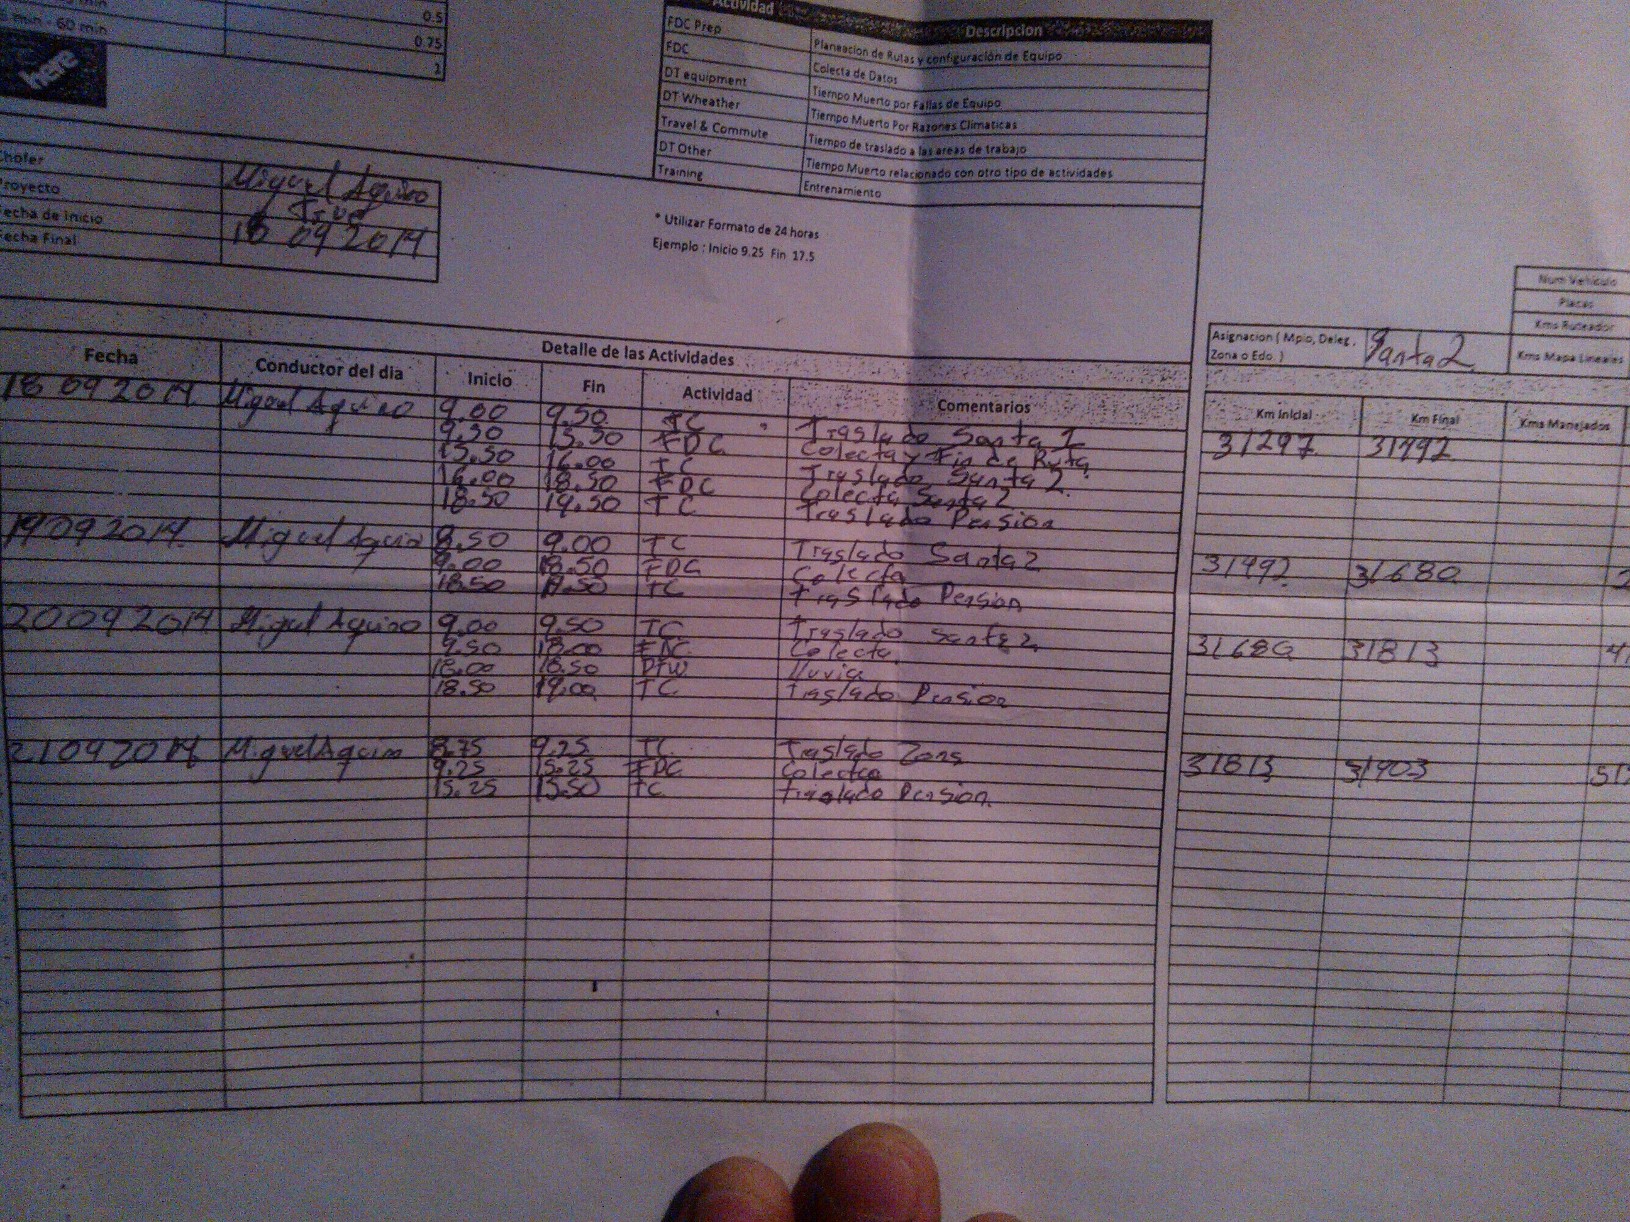 min 0.5
min - 60 min 0.75
1
here
Actividad Descripcion
FDC Prep Planeacion de Rutas y configuración de Equipo
FDC Colecta de Datos
DT equipment Tiempo Muerto por Fallas de Equipo
DT Wheather Tiempo Muerto Por Razones Climaticas
Travel & Commute Tiempo de traslado a las areas de trabajo
DT Other Tiempo Muerto relacionado con otro tipo de actividades
Training Entrenamiento
Chofer Miguel Aquino
Proyecto
Fecha de Inicio 18 09 2014
Fecha Final
* Utilizar Formato de 24 horas
Ejemplo : Inicio 9.25 Fin 17.5
Num Vehiculo
Placas
Kms Ruteador
Kms Mapa Lineales
Asignacion ( Mpio, Deleg, Santa 2
Zona o Edo. )
Detalle de las Actividades
Fecha Conductor del dia Inicio Fin Actividad Comentarios Km Inicial Km Final Kms Manejados
18 09 2014 Miguel Aquino 9.00 9.50 TC Traslado Santa 2 31297 31492
9.50 15.50 FDC Colecta y Fin de Ruta
15.50 16.00 TC Traslado Santa 2
16.00 18.50 FDC Colecta Santa 2
18.50 19.50 TC Traslado Pension
19 09 2014 Miguel Aquino 8.50 9.00 TC Traslado Santa 2 31492 31680
9.00 18.50 FDC Colecta
18.50 19.50 TC Traslado Pension
20 09 2014 Miguel Aquino 9.00 9.50 TC Traslado Santa 2 31680 31813
9.50 18.00 FDC Colecta
18.00 18.50 DTW lluvia
18.50 19.00 TC Traslado Pension
21 09 2014 Miguel Aquino 8.75 9.25 TC Traslado Zona 31813 31903
9.25 15.25 FDC Colecta
15.25 15.50 TC Traslado Pension